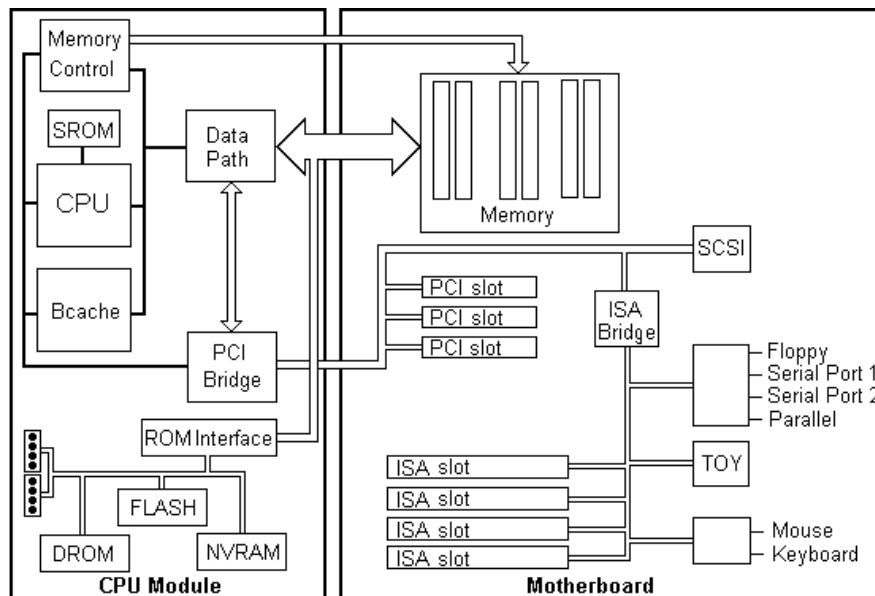 Memory
Control
SROM
CPU
Bcache
Data
Path
PCI
Bridge
ROM Interface
FLASH
DROM
NVRAM
CPU Module
Memory
SCSI
PCI slot
PCI slot
PCI slot
ISA
Bridge
Floppy
Serial Port 1
Serial Port 2
Parallel
TOY
ISA slot
ISA slot
ISA slot
ISA slot
Mouse
Keyboard
Motherboard